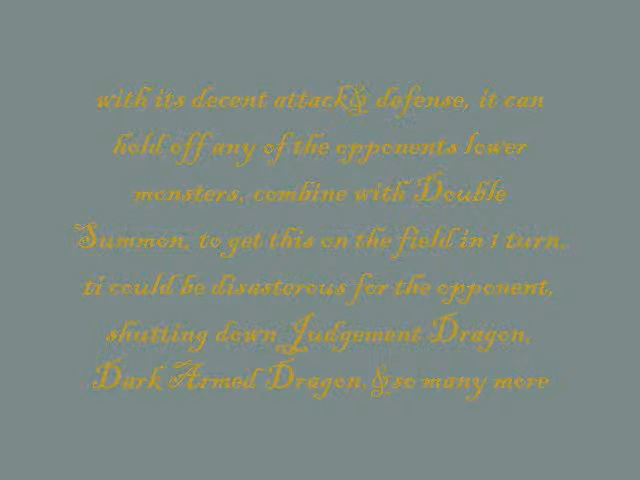 with its decent attack& defense, it can
hold off any of the opponents lower
monsters, combine with Double
Summon, to get this on the field in 1 turn,
ti could be disasterous for the opponent,
shutting down Judgement Dragon,
Dark Armed Dragon,&so many more